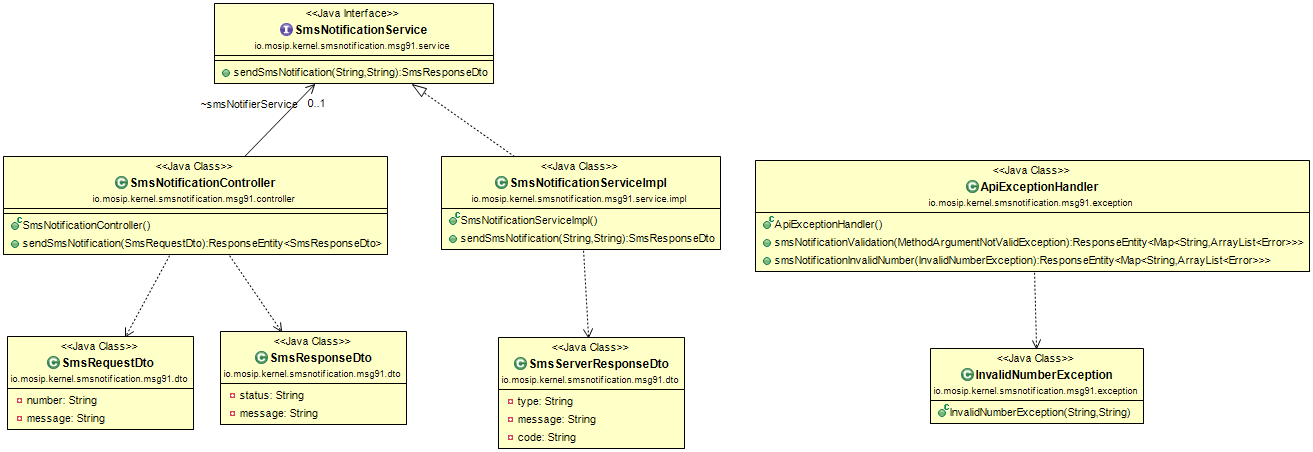 <<Java Interface>>
SmsNotificationService
io.mosip.kernel.smsnotification.msg91.service
sendSmsNotification(String,String):SmsResponseDto
~smsNotifierService 0..1
<<Java Class>>
SmsNotificationController
io.mosip.kernel.smsnotification.msg91.controller
SmsNotificationController()
sendSmsNotification(SmsRequestDto):ResponseEntity<SmsResponseDto>
<<Java Class>>
SmsNotificationServiceImpl
io.mosip.kernel.smsnotification.msg91.service.impl
SmsNotificationServiceImpl()
sendSmsNotification(String,String):SmsResponseDto
<<Java Class>>
ApiExceptionHandler
io.mosip.kernel.smsnotification.msg91.exception
ApiExceptionHandler()
smsNotificationValidation(MethodArgumentNotValidException):ResponseEntity<Map<String,ArrayList<Error>>>
smsNotificationInvalidNumber(InvalidNumberException):ResponseEntity<Map<String,ArrayList<Error>>>
<<Java Class>>
SmsRequestDto
io.mosip.kernel.smsnotification.msg91.dto
number: String
message: String
<<Java Class>>
SmsResponseDto
io.mosip.kernel.smsnotification.msg91.dto
status: String
message: String
<<Java Class>>
SmsServerResponseDto
io.mosip.kernel.smsnotification.msg91.dto
type: String
message: String
code: String
<<Java Class>>
InvalidNumberException
io.mosip.kernel.smsnotification.msg91.exception
InvalidNumberException(String,String)